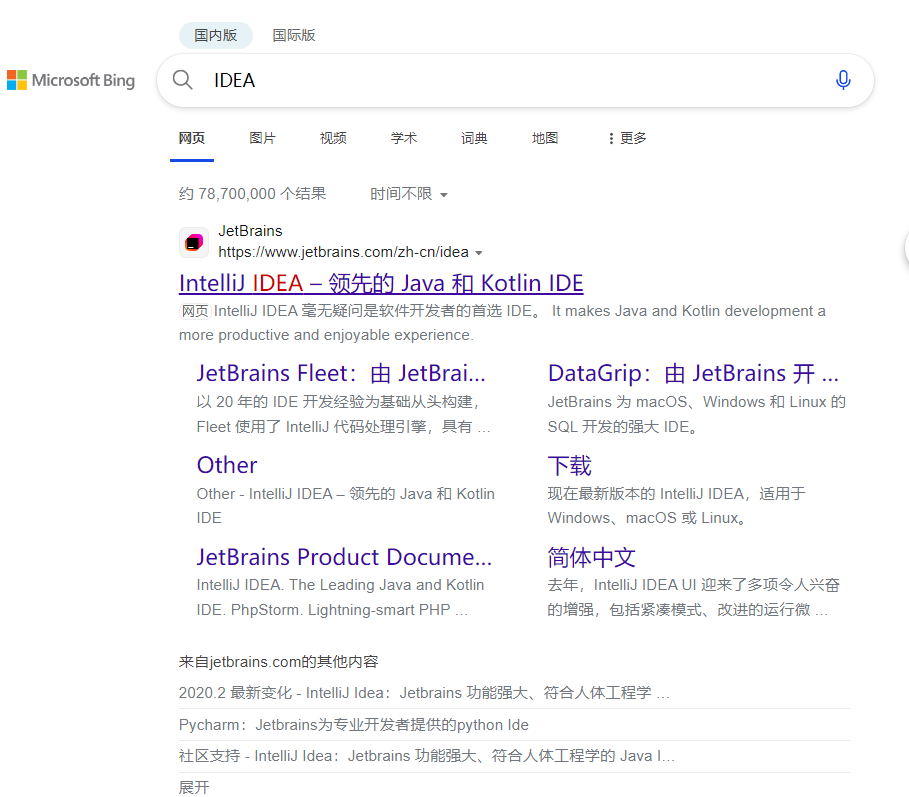 国内版 国际版
Microsoft Bing IDEA
网页 图片 视频 学术 词典 地图 更多
约 78,700,000 个结果 时间不限
JetBrains
https://www.jetbrains.com/zh-cn/idea
IntelliJ IDEA – 领先的 Java 和 Kotlin IDE
网页 IntelliJ IDEA 毫无疑问是软件开发者的首选 IDE。 It makes Java and Kotlin development a
more productive and enjoyable experience.
JetBrains Fleet：由 JetBrai...
以 20 年的 IDE 开发经验为基础从头构建，
Fleet 使用了 IntelliJ 代码处理引擎，具有 …
DataGrip：由 JetBrains 开 ...
JetBrains 为 macOS、Windows 和 Linux 的
SQL 开发的强大 IDE。
Other
Other - IntelliJ IDEA – 领先的 Java 和 Kotlin
IDE
下载
现在最新版本的 IntelliJ IDEA，适用于
Windows、macOS 或 Linux。
JetBrains Product Docume...
IntelliJ IDEA. The Leading Java and Kotlin
IDE. PhpStorm. Lightning-smart PHP …
简体中文
去年，IntelliJ IDEA UI 迎来了多项令人兴奋
的增强，包括紧凑模式、改进的运行微 …
来自jetbrains.com的其他内容
2020.2 最新变化 - IntelliJ Idea：Jetbrains 功能强大、符合人体工程学 …
Pycharm：Jetbrains为专业开发者提供的python Ide
社区支持 - IntelliJ Idea：Jetbrains 功能强大、符合人体工程学的 Java I…
展开